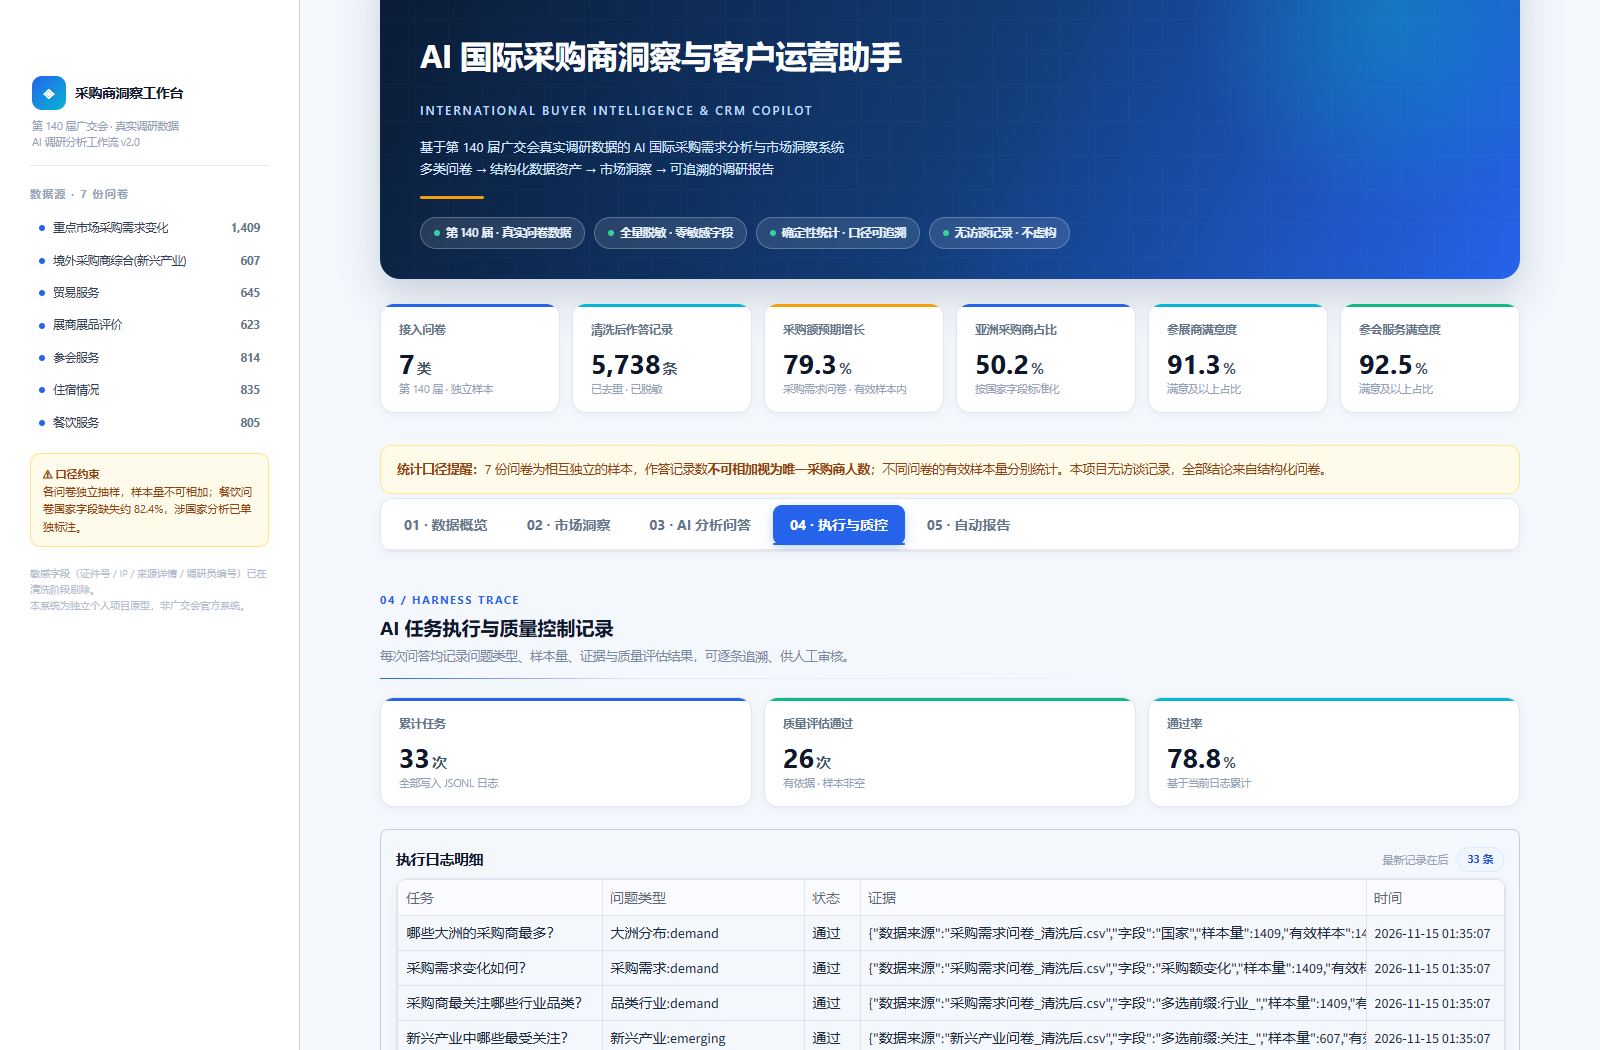 采购商洞察工作台
第 140 届广交会 · 真实调研数据
AI 调研分析工作流 v2.0
数据源 · 7 份问卷
重点市场采购需求变化 1,409
境外采购商综合(新兴产业) 607
贸易服务 645
展商展品评价 623
参会服务 814
住宿情况 835
餐饮服务 805
⚠ 口径约束
各问卷独立抽样，样本量不可相加；餐饮问
卷国家字段缺失约 82.4%，涉国家分析已单
独标注。
敏感字段（证件号 / IP / 来源详情 / 调研员编号）已在
清洗阶段剔除。
本系统为独立个人项目原型，非广交会官方系统。
AI 国际采购商洞察与客户运营助手
INTERNATIONAL BUYER INTELLIGENCE & CRM COPILOT
基于第 140 届广交会真实调研数据的 AI 国际采购需求分析与市场洞察系统
多类问卷 → 结构化数据资产 → 市场洞察 → 可追溯的调研报告
第 140 届 · 真实问卷数据
全量脱敏 · 零敏感字段
确定性统计 · 口径可追溯
无访谈记录 · 不虚构
接入问卷
7 类
第 140 届 · 独立样本
清洗后作答记录
5,738 条
已去重 · 已脱敏
采购额预期增长
79.3 %
采购需求问卷 · 有效样本内
亚洲采购商占比
50.2 %
按国家字段标准化
参展商满意度
91.3 %
满意及以上占比
参会服务满意度
92.5 %
满意及以上占比
统计口径提醒：7 份问卷为相互独立的样本，作答记录数不可相加视为唯一采购商人数；不同问卷的有效样本量分别统计。本项目无访谈记录，全部结论来自结构化问卷。
01 · 数据概览
02 · 市场洞察
03 · AI 分析问答
04 · 执行与质控
05 · 自动报告
04 / HARNESS TRACE
AI 任务执行与质量控制记录
每次问答均记录问题类型、样本量、证据与质量评估结果，可逐条追溯、供人工审核。
累计任务
33 次
全部写入 JSONL 日志
质量评估通过
26 次
有依据 · 样本非空
通过率
78.8 %
基于当前日志累计
执行日志明细
最新记录在后 33 条
任务 问题类型 状态 证据 时间
哪些大洲的采购商最多? 大洲分布:demand 通过 {"数据来源":"采购需求问卷_清洗后.csv","字段":"国家","样本量":1409,"有效样本":14 2026-11-15 01:35:07
采购需求变化如何? 采购需求:demand 通过 {"数据来源":"采购需求问卷_清洗后.csv","字段":"采购额变化","样本量":1409,"有效样 2026-11-15 01:35:07
采购商最关注哪些行业品类? 品类行业:demand 通过 {"数据来源":"采购需求问卷_清洗后.csv","字段":"多选前缀:行业_","样本量":1409,"有 2026-11-15 01:35:07
新兴产业中哪些最受关注? 新兴产业:emerging 通过 {"数据来源":"新兴产业问卷_清洗后.csv","字段":"多选前缀:关注_","样本量":607,"有效 2026-11-15 01:35:07